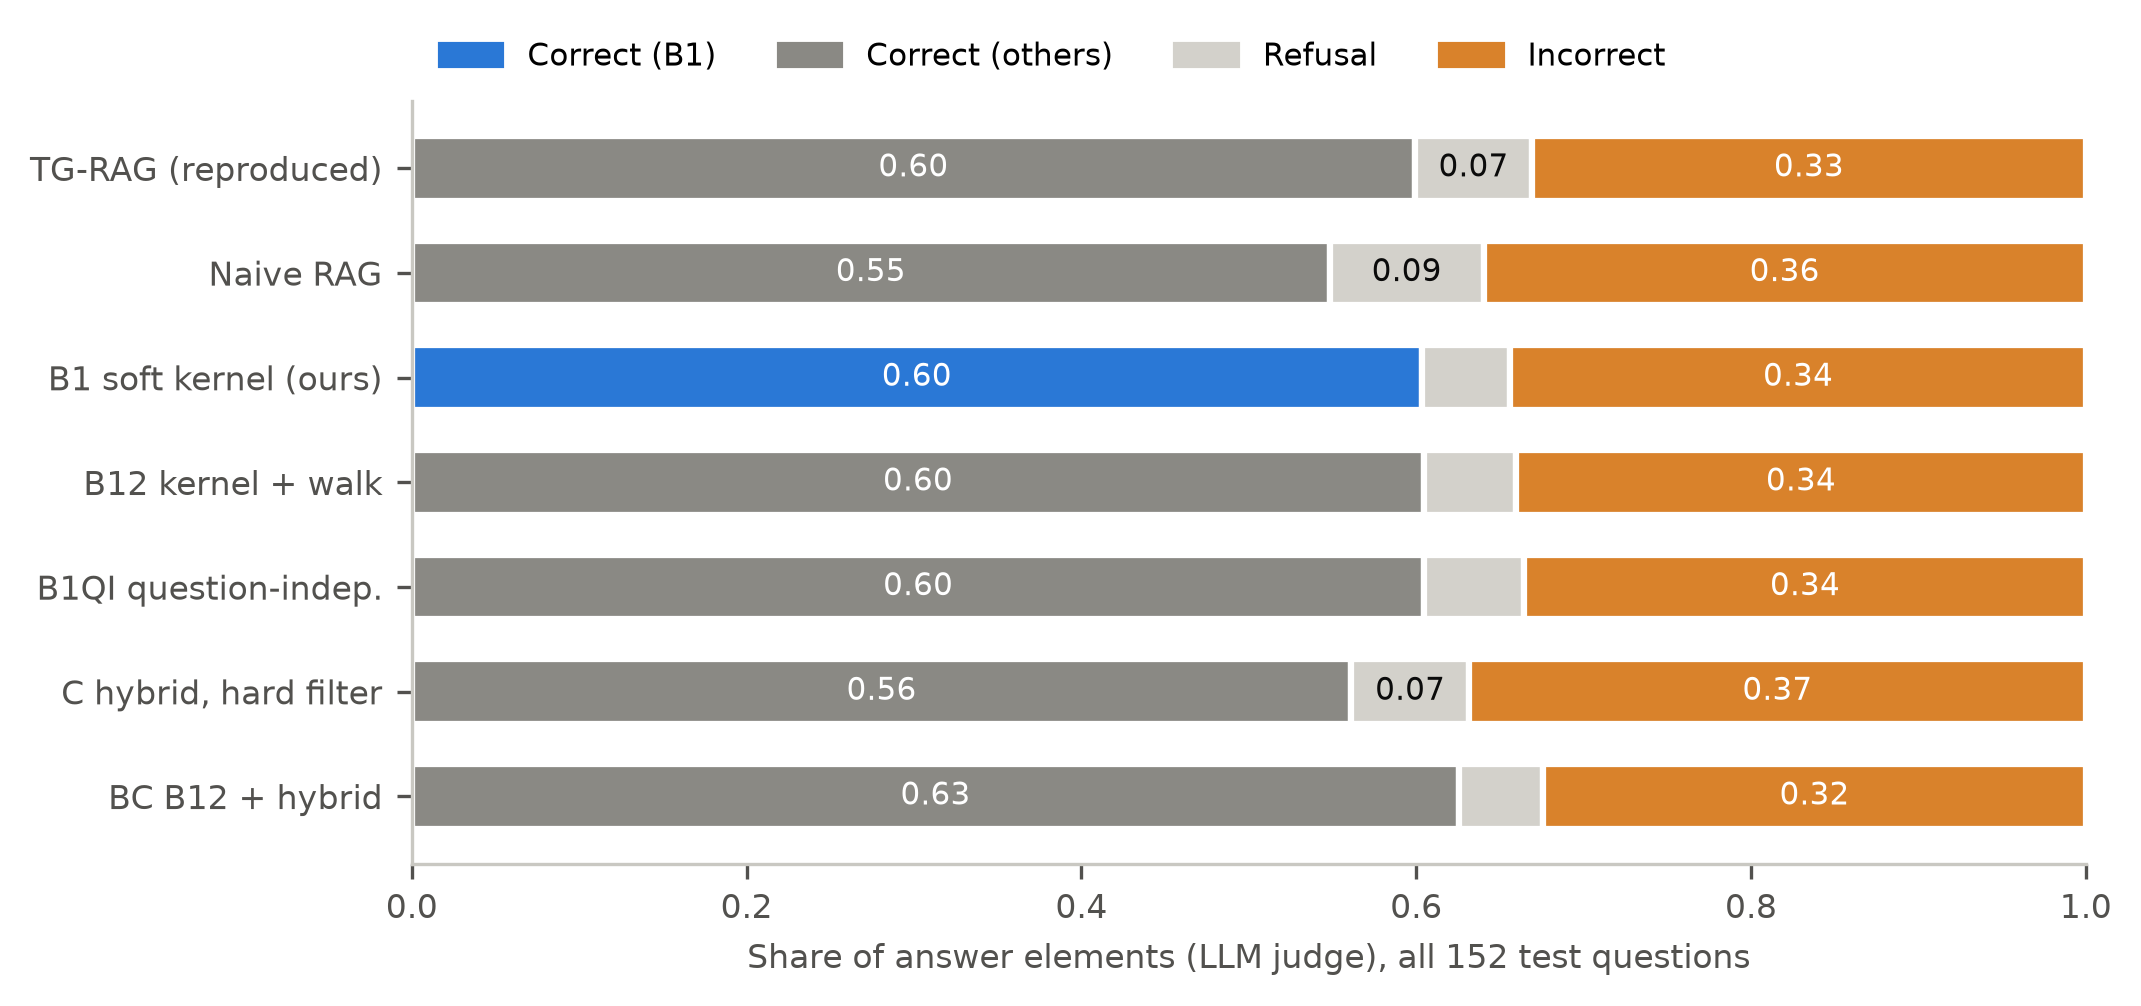 Correct (B1) Correct (others) Refusal Incorrect
TG-RAG (reproduced) 0.60 0.07 0.33
Naive RAG 0.55 0.09 0.36
B1 soft kernel (ours) 0.60 0.34
B12 kernel + walk 0.60 0.34
B1QI question-indep. 0.60 0.34
C hybrid, hard filter 0.56 0.07 0.37
BC B12 + hybrid 0.63 0.32
0.0 0.2 0.4 0.6 0.8 1.0
Share of answer elements (LLM judge), all 152 test questions